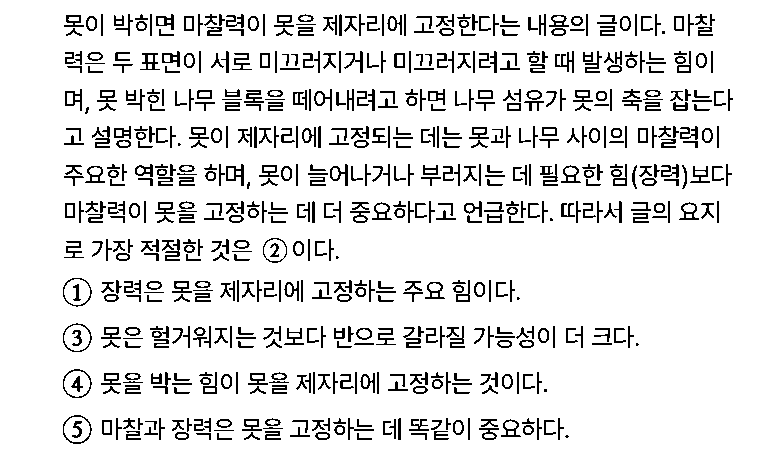 못이 박히면 마찰력이 못을 제자리에 고정한다는 내용의 글이다. 마찰
력은 두 표면이 서로 미끄러지거나 미끄러지려고 할 때 발생하는 힘이
며, 못 박힌 나무 블록을 떼어내려고 하면 나무 섬유가 못의 축을 잡는다
고 설명한다. 못이 제자리에 고정되는 데는 못과 나무 사이의 마찰력이
주요한 역할을 하며, 못이 늘어나거나 부러지는 데 필요한 힘(장력)보다
마찰력이 못을 고정하는 데 더 중요하다고 언급한다. 따라서 글의 요지
로 가장 적절한 것은 ②이다.
① 장력은 못을 제자리에 고정하는 주요 힘이다.
③ 못은 헐거워지는 것보다 반으로 갈라질 가능성이 더 크다.
④ 못을 박는 힘이 못을 제자리에 고정하는 것이다.
⑤ 마찰과 장력은 못을 고정하는 데 똑같이 중요하다.